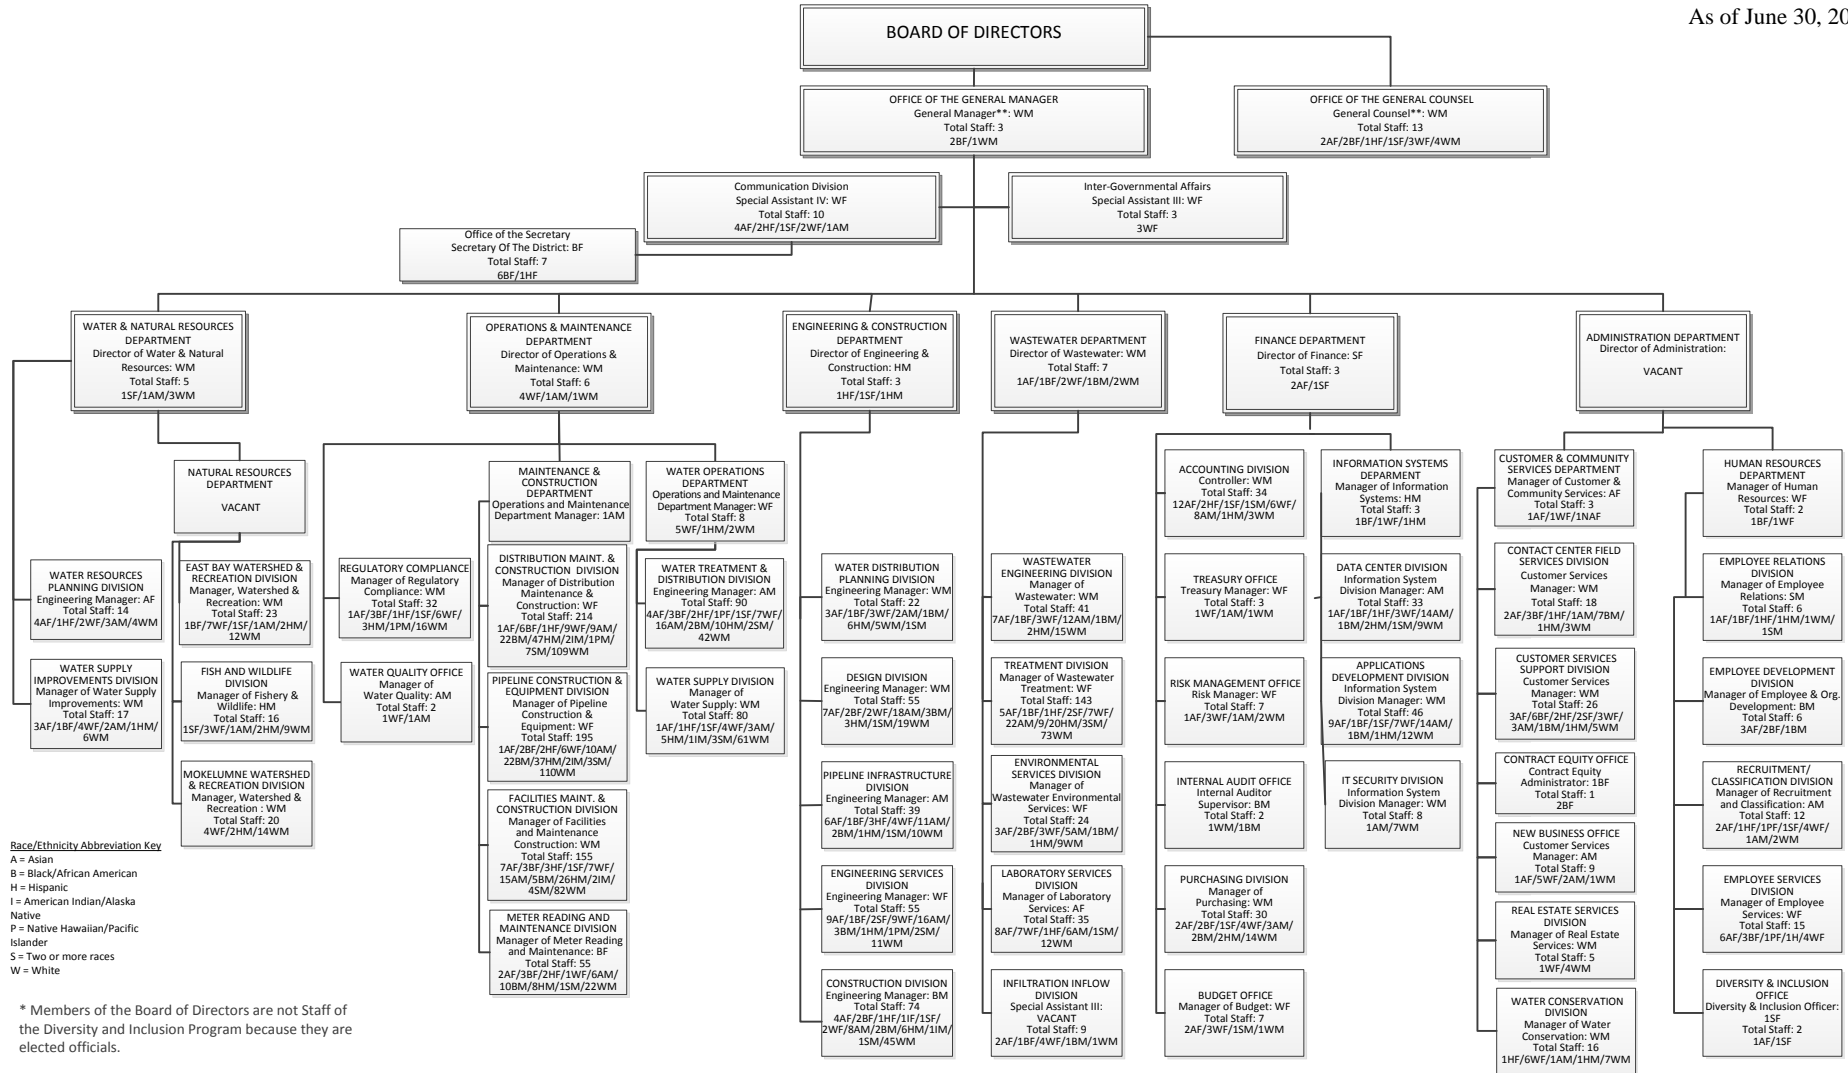 As of June 30, 20
BOARD OF DIRECTORS
OFFICE OF THE GENERAL MANAGER
General Manager**: WM
Total Staff: 3
2BF/1WM
OFFICE OF THE GENERAL COUNSEL
General Counsel**: WM
Total Staff: 13
2AF/2BF/1HF/1SF/3WF/4WM
Communication Division
Special Assistant IV: WF
Total Staff: 10
4AF/2HF/1SF/2WF/1AM
Inter-Governmental Affairs
Special Assistant III: WF
Total Staff: 3
3WF
Office of the Secretary
Secretary Of The District: BF
Total Staff: 7
6BF/1HF
WATER & NATURAL RESOURCES
DEPARTMENT
Director of Water & Natural
Resources: WM
Total Staff: 5
1SF/1AM/3WM
OPERATIONS & MAINTENANCE
DEPARTMENT
Director of Operations &
Maintenance: WM
Total Staff: 6
4WF/1AM/1WM
ENGINEERING & CONSTRUCTION
DEPARTMENT
Director of Engineering &
Construction: HM
Total Staff: 3
1HF/1SF/1HM
WASTEWATER DEPARTMENT
Director of Wastewater: WM
Total Staff: 7
1AF/1BF/2WF/1BM/2WM
FINANCE DEPARTMENT
Director of Finance: SF
Total Staff: 3
2AF/1SF
ADMINISTRATION DEPARTMENT
Director of Administration:
VACANT
NATURAL RESOURCES
DEPARTMENT
VACANT
WATER RESOURCES
PLANNING DIVISION
Engineering Manager: AF
Total Staff: 14
4AF/1HF/2WF/3AM/4WM
WATER SUPPLY
IMPROVEMENTS DIVISION
Manager of Water Supply
Improvements: WM
Total Staff: 17
3AF/1BF/4WF/2AM/1HM/
6WM
EAST BAY WATERSHED &
RECREATION DIVISION
Manager, Watershed &
Recreation: WM
Total Staff: 23
1BF/7WF/1SF/1AM/2HM/
12WM
FISH AND WILDLIFE
DIVISION
Manager of Fishery &
Wildlife: HM
Total Staff: 16
1SF/3WF/1AM/2HM/9WM
MOKELUMNE WATERSHED
& RECREATION DIVISION
Manager, Watershed &
Recreation : WM
Total Staff: 20
4WF/2HM/14WM
REGULATORY COMPLIANCE
Manager of Regulatory
Compliance: WM
Total Staff: 32
1AF/3BF/1HF/1SF/6WF/
3HM/1PM/16WM
WATER QUALITY OFFICE
Manager of
Water Quality: AM
Total Staff: 2
1WF/1AM
MAINTENANCE &
CONSTRUCTION
DEPARTMENT
Operations and Maintenance
Department Manager: 1AM
DISTRIBUTION MAINT. &
CONSTRUCTION DIVISION
Manager of Distribution
Maintenance &
Construction: WF
Total Staff: 214
1AF/6BF/1HF/9WF/9AM/
22BM/47HM/2IM/1PM/
7SM/109WM
PIPELINE CONSTRUCTION &
EQUIPMENT DIVISION
Manager of Pipeline
Construction &
Equipment: WF
Total Staff: 195
1AF/2BF/2HF/6WF/10AM/
22BM/37HM/2IM/3SM/
110WM
FACILITIES MAINT. &
CONSTRUCTION DIVISION
Manager of Facilities
and Maintenance
Construction: WM
Total Staff: 155
7AF/3BF/3HF/1SF/7WF/
15AM/5BM/26HM/2IM/
4SM/82WM
METER READING AND
MAINTENANCE DIVISION
Manager of Meter Reading
and Maintenance: BF
Total Staff: 55
2AF/3BF/2HF/1WF/6AM/
10BM/8HM/1SM/22WM
WATER OPERATIONS
DEPARTMENT
Operations and Maintenance
Department Manager: WF
Total Staff: 8
5WF/1HM/2WM
WATER TREATMENT &
DISTRIBUTION DIVISION
Engineering Manager: AM
Total Staff: 90
4AF/3BF/2HF/1PF/1SF/7WF/
16AM/2BM/10HM/2SM/
42WM
WATER SUPPLY DIVISION
Manager of
Water Supply: WM
Total Staff: 80
1AF/1HF/1SF/4WF/3AM/
5HM/1IM/3SM/61WM
WATER DISTRIBUTION
PLANNING DIVISION
Engineering Manager: WM
Total Staff: 22
3AF/1BF/3WF/2AM/1BM/
6HM/5WM/1SM
DESIGN DIVISION
Engineering Manager: WM
Total Staff: 55
7AF/2BF/2WF/18AM/3BM/
3HM/1SM/19WM
PIPELINE INFRASTRUCTURE
DIVISION
Engineering Manager: AM
Total Staff: 39
6AF/1BF/3HF/4WF/11AM/
2BM/1HM/1SM/10WM
ENGINEERING SERVICES
DIVISION
Engineering Manager: WF
Total Staff: 55
9AF/1BF/2SF/9WF/16AM/
3BM/1HM/1PM/2SM/
11WM
CONSTRUCTION DIVISION
Engineering Manager: BM
Total Staff: 74
4AF/2BF/1HF/1IF/1SF/
2WF/8AM/2BM/6HM/1IM/
1SM/45WM
WASTEWATER
ENGINEERING DIVISION
Manager of
Wastewater: WM
Total Staff: 41
7AF/1BF/3WF/12AM/1BM/
2HM/15WM
TREATMENT DIVISION
Manager of Wastewater
Treatment: WF
Total Staff: 143
5AF/1BF/1HF/2SF/7WF/
22AM/9/20HM/3SM/
73WM
ENVIRONMENTAL
SERVICES DIVISION
Manager of
Wastewater Environmental
Services: WF
Total Staff: 24
3AF/2BF/3WF/5AM/1BM/
1HM/9WM
LABORATORY SERVICES
DIVISION
Manager of Laboratory
Services: AF
Total Staff: 35
8AF/7WF/1HF/6AM/1SM/
12WM
INFILTRATION INFLOW
DIVISION
Special Assistant III:
VACANT
Total Staff: 9
2AF/1BF/4WF/1BM/1WM
ACCOUNTING DIVISION
Controller: WM
Total Staff: 34
12AF/2HF/1SF/1SM/6WF/
8AM/1HM/3WM
TREASURY OFFICE
Treasury Manager: WF
Total Staff: 3
1WF/1AM/1WM
RISK MANAGEMENT OFFICE
Risk Manager: WF
Total Staff: 7
1AF/3WF/1AM/2WM
INTERNAL AUDIT OFFICE
Internal Auditor
Supervisor: BM
Total Staff: 2
1WM/1BM
PURCHASING DIVISION
Manager of
Purchasing: WM
Total Staff: 30
2AF/2BF/1SF/4WF/3AM/
2BM/2HM/14WM
BUDGET OFFICE
Manager of Budget: WF
Total Staff: 7
2AF/3WF/1SM/1WM
INFORMATION SYSTEMS
DEPARMENT
Manager of Information
Systems: HM
Total Staff: 3
1BF/1WF/1HM
DATA CENTER DIVISION
Information System
Division Manager: AM
Total Staff: 33
1AF/1BF/1HF/3WF/14AM/
1BM/2HM/1SM/9WM
APPLICATIONS
DEVELOPMENT DIVISION
Information System
Division Manager: WM
Total Staff: 46
9AF/1BF/1SF/7WF/14AM/
1BM/1HM/12WM
IT SECURITY DIVISION
Information System
Division Manager: WM
Total Staff: 8
1AM/7WM
CUSTOMER & COMMUNITY
SERVICES DEPARTMENT
Manager of Customer &
Community Services: AF
Total Staff: 3
1AF/1WF/1NAF
CONTACT CENTER FIELD
SERVICES DIVISION
Customer Services
Manager: WM
Total Staff: 18
2AF/3BF/1HF/1AM/7BM/
1HM/3WM
CUSTOMER SERVICES
SUPPORT DIVISION
Customer Services
Manager: WM
Total Staff: 26
3AF/6BF/2HF/2SF/3WF/
3AM/1BM/1HM/5WM
CONTRACT EQUITY OFFICE
Contract Equity
Administrator: 1BF
Total Staff: 1
2BF
NEW BUSINESS OFFICE
Customer Services
Manager: AM
Total Staff: 9
1AF/5WF/2AM/1WM
REAL ESTATE SERVICES
DIVISION
Manager of Real Estate
Services: WM
Total Staff: 5
1WF/4WM
WATER CONSERVATION
DIVISION
Manager of Water
Conservation: WM
Total Staff: 16
1HF/6WF/1AM/1HM/7WM
HUMAN RESOURCES
DEPARTMENT
Manager of Human
Resources: WF
Total Staff: 2
1BF/1WF
EMPLOYEE RELATIONS
DIVISION
Manager of Employee
Relations: SM
Total Staff: 6
1AF/1BF/1HF/1HM/1WM/
1SM
EMPLOYEE DEVELOPMENT
DIVISION
Manager of Employee & Org.
Development: BM
Total Staff: 6
3AF/2BF/1BM
RECRUITMENT/
CLASSIFICATION DIVISION
Manager of Recruitment
and Classification: AM
Total Staff: 12
2AF/1HF/1PF/1SF/4WF/
1AM/2WM
EMPLOYEE SERVICES
DIVISION
Manager of Employee
Services: WF
Total Staff: 15
6AF/3BF/1PF/1H/4WF
DIVERSITY & INCLUSION
OFFICE
Diversity & Inclusion Officer:
1SF
Total Staff: 2
1AF/1SF
Race/Ethnicity Abbreviation Key
A = Asian
B = Black/African American
H = Hispanic
I = American Indian/Alaska
Native
P = Native Hawaiian/Pacific
Islander
S = Two or more races
W = White
* Members of the Board of Directors are not Staff of
the Diversity and Inclusion Program because they are
elected officials.